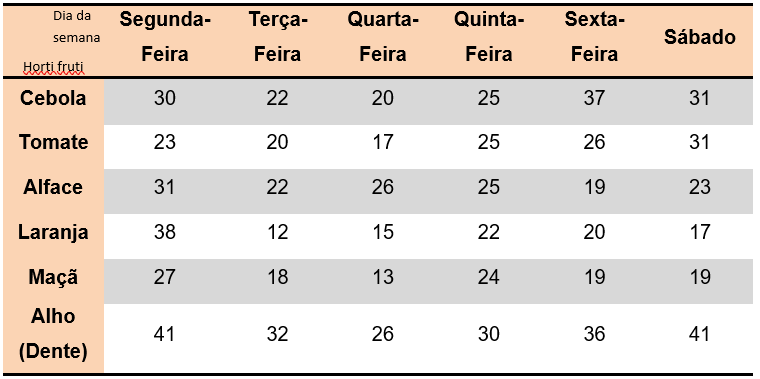 Dia da
semana
Horti fruti
Segunda-
Feira
Terça-
Feira
Quarta-
Feira
Quinta-
Feira
Sexta-
Feira
Sábado
Cebola 30 22 20 25 37 31
Tomate 23 20 17 25 26 31
Alface 31 22 26 25 19 23
Laranja 38 12 15 22 20 17
Maçã 27 18 13 24 19 19
Alho
(Dente) 41 32 26 30 36 41